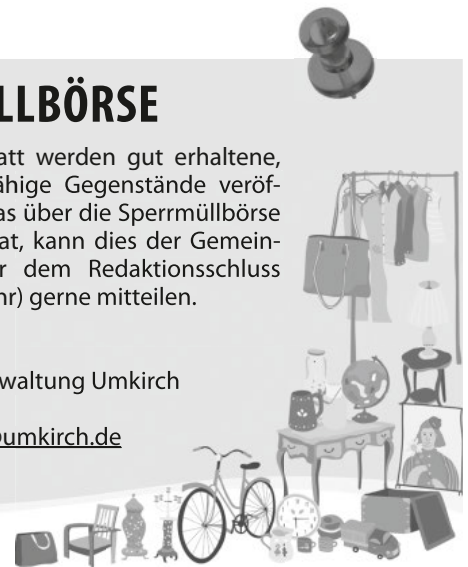 LLBÖRSE
att werden gut erhaltene,
ähige Gegenstände veröf-
as über die Sperrmüllbörse
at, kann dies der Gemein-
r dem Redaktionsschluss
hr) gerne mitteilen.
waltung Umkirch
umkirch.de